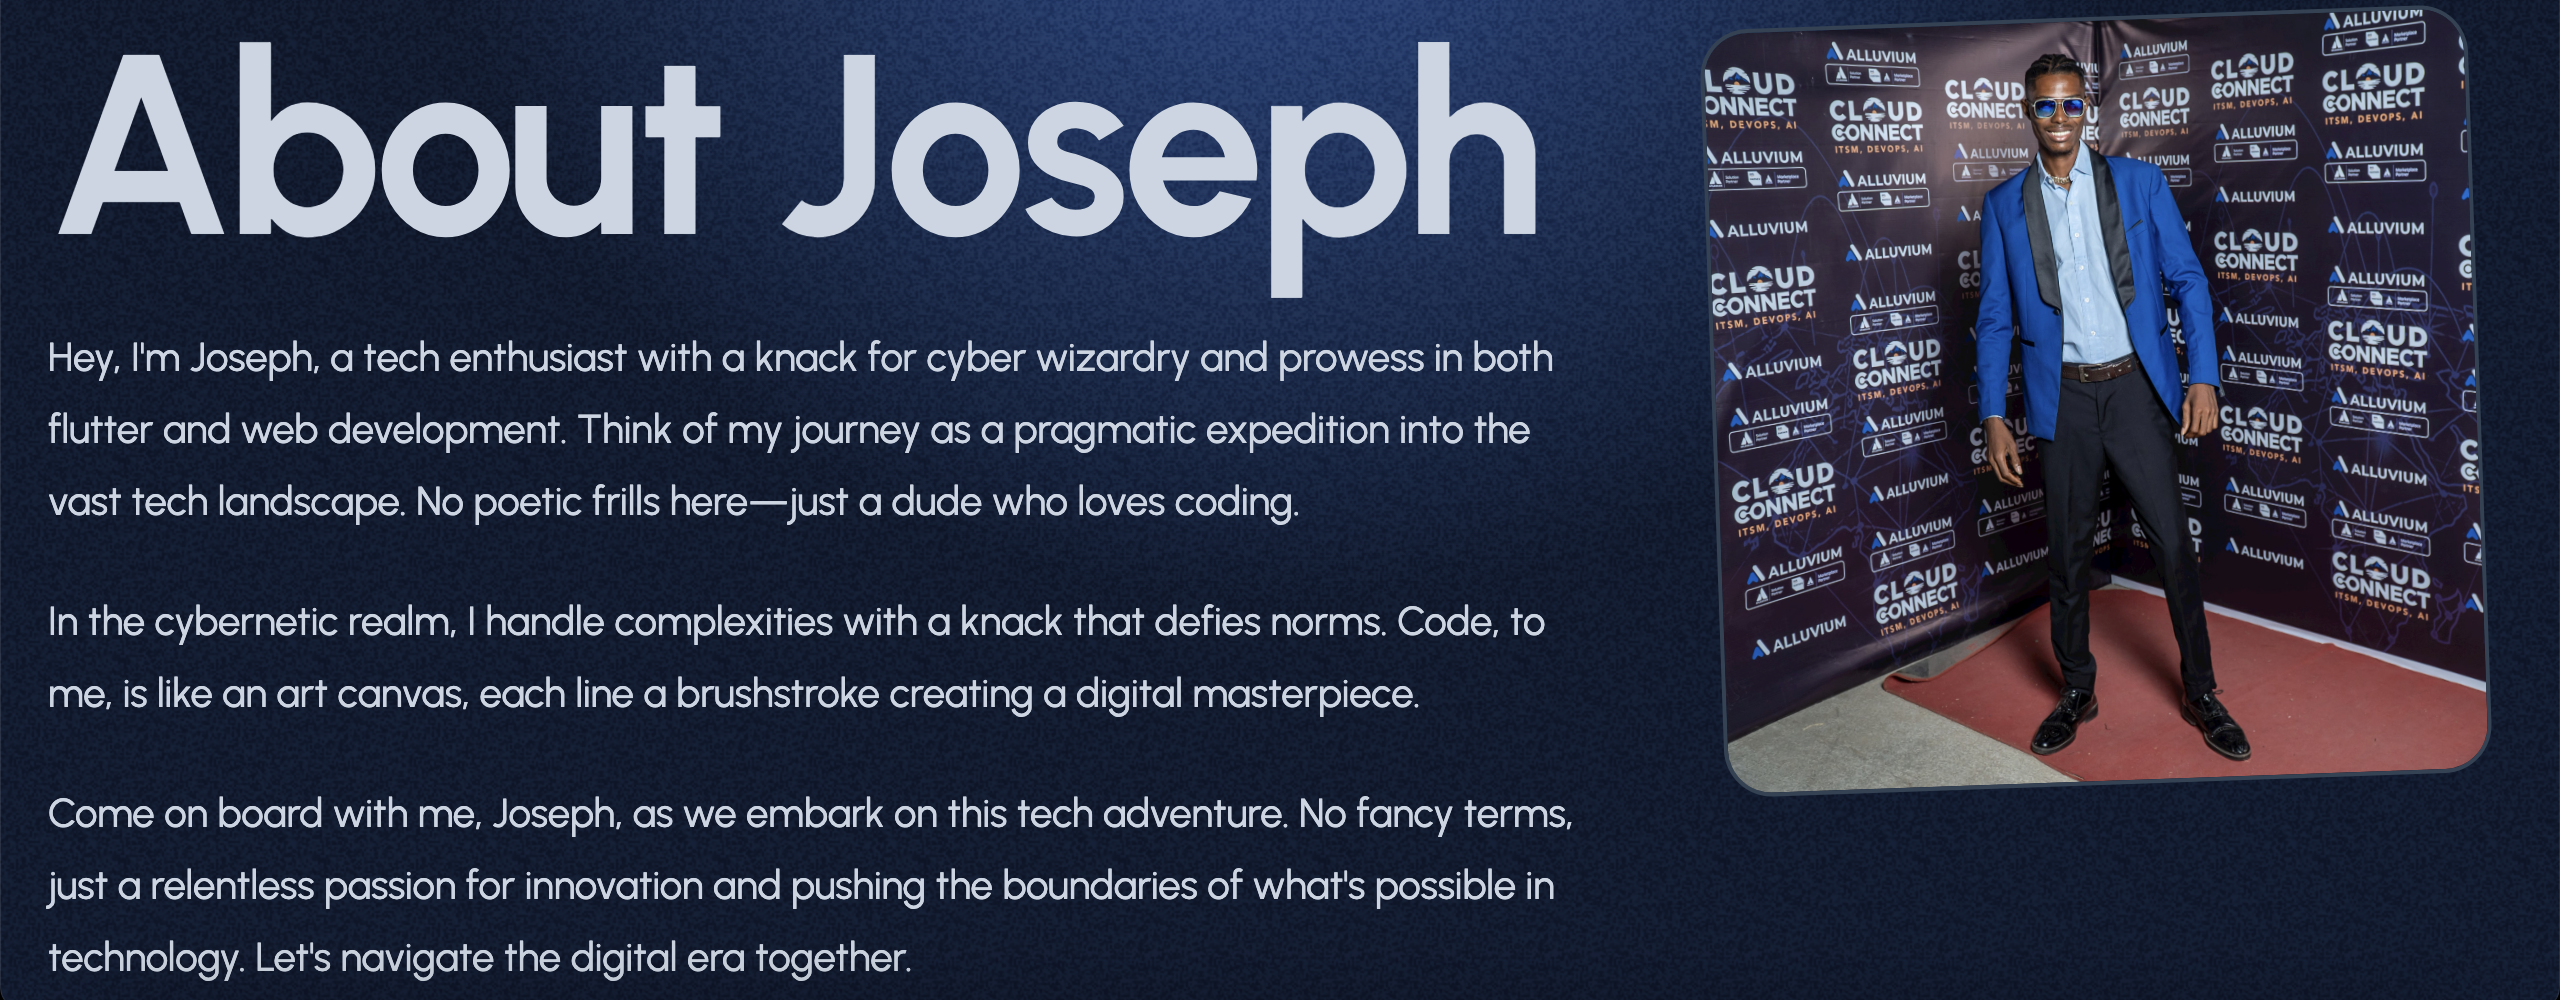 About Joseph
Hey, I'm Joseph, a tech enthusiast with a knack for cyber wizardry and prowess in both
flutter and web development. Think of my journey as a pragmatic expedition into the
vast tech landscape. No poetic frills here—just a dude who loves coding.
In the cybernetic realm, I handle complexities with a knack that defies norms. Code, to
me, is like an art canvas, each line a brushstroke creating a digital masterpiece.
Come on board with me, Joseph, as we embark on this tech adventure. No fancy terms,
just a relentless passion for innovation and pushing the boundaries of what's possible in
technology. Let's navigate the digital era together.
ALLUVIUM
CLOUD
CONNECT
ITSM, DEVOPS, AI